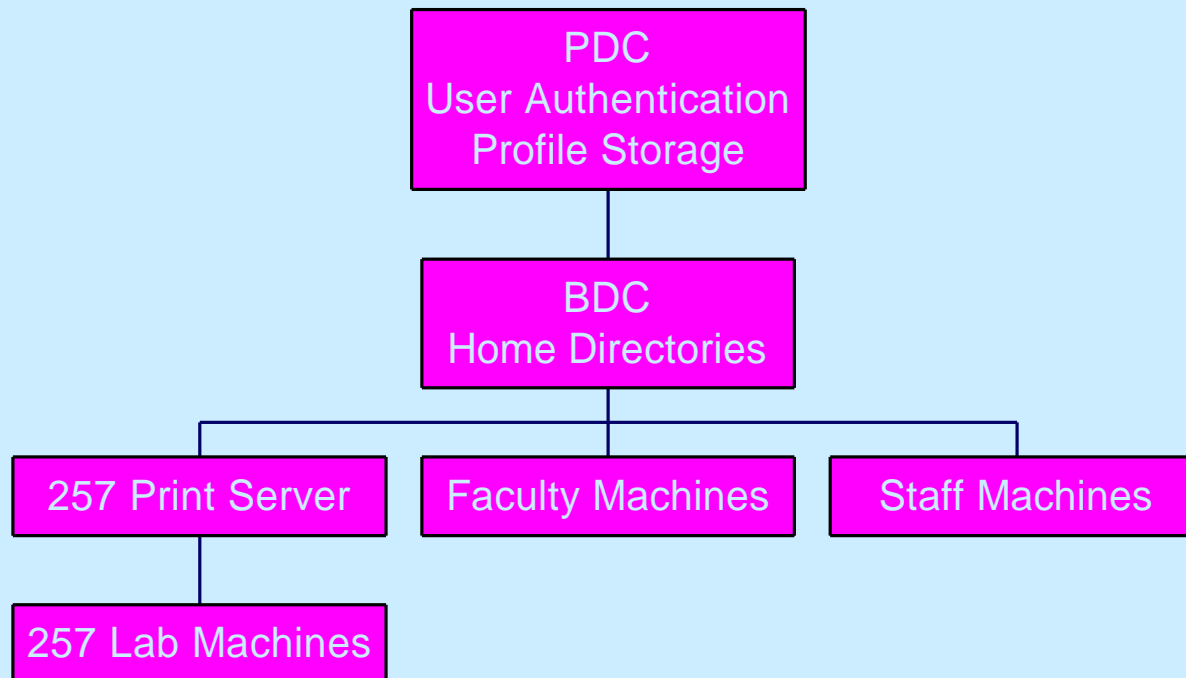 PDC
User Authentication
Profile Storage
BDC
Home Directories
257 Print Server
Faculty Machines
Staff Machines
257 Lab Machines